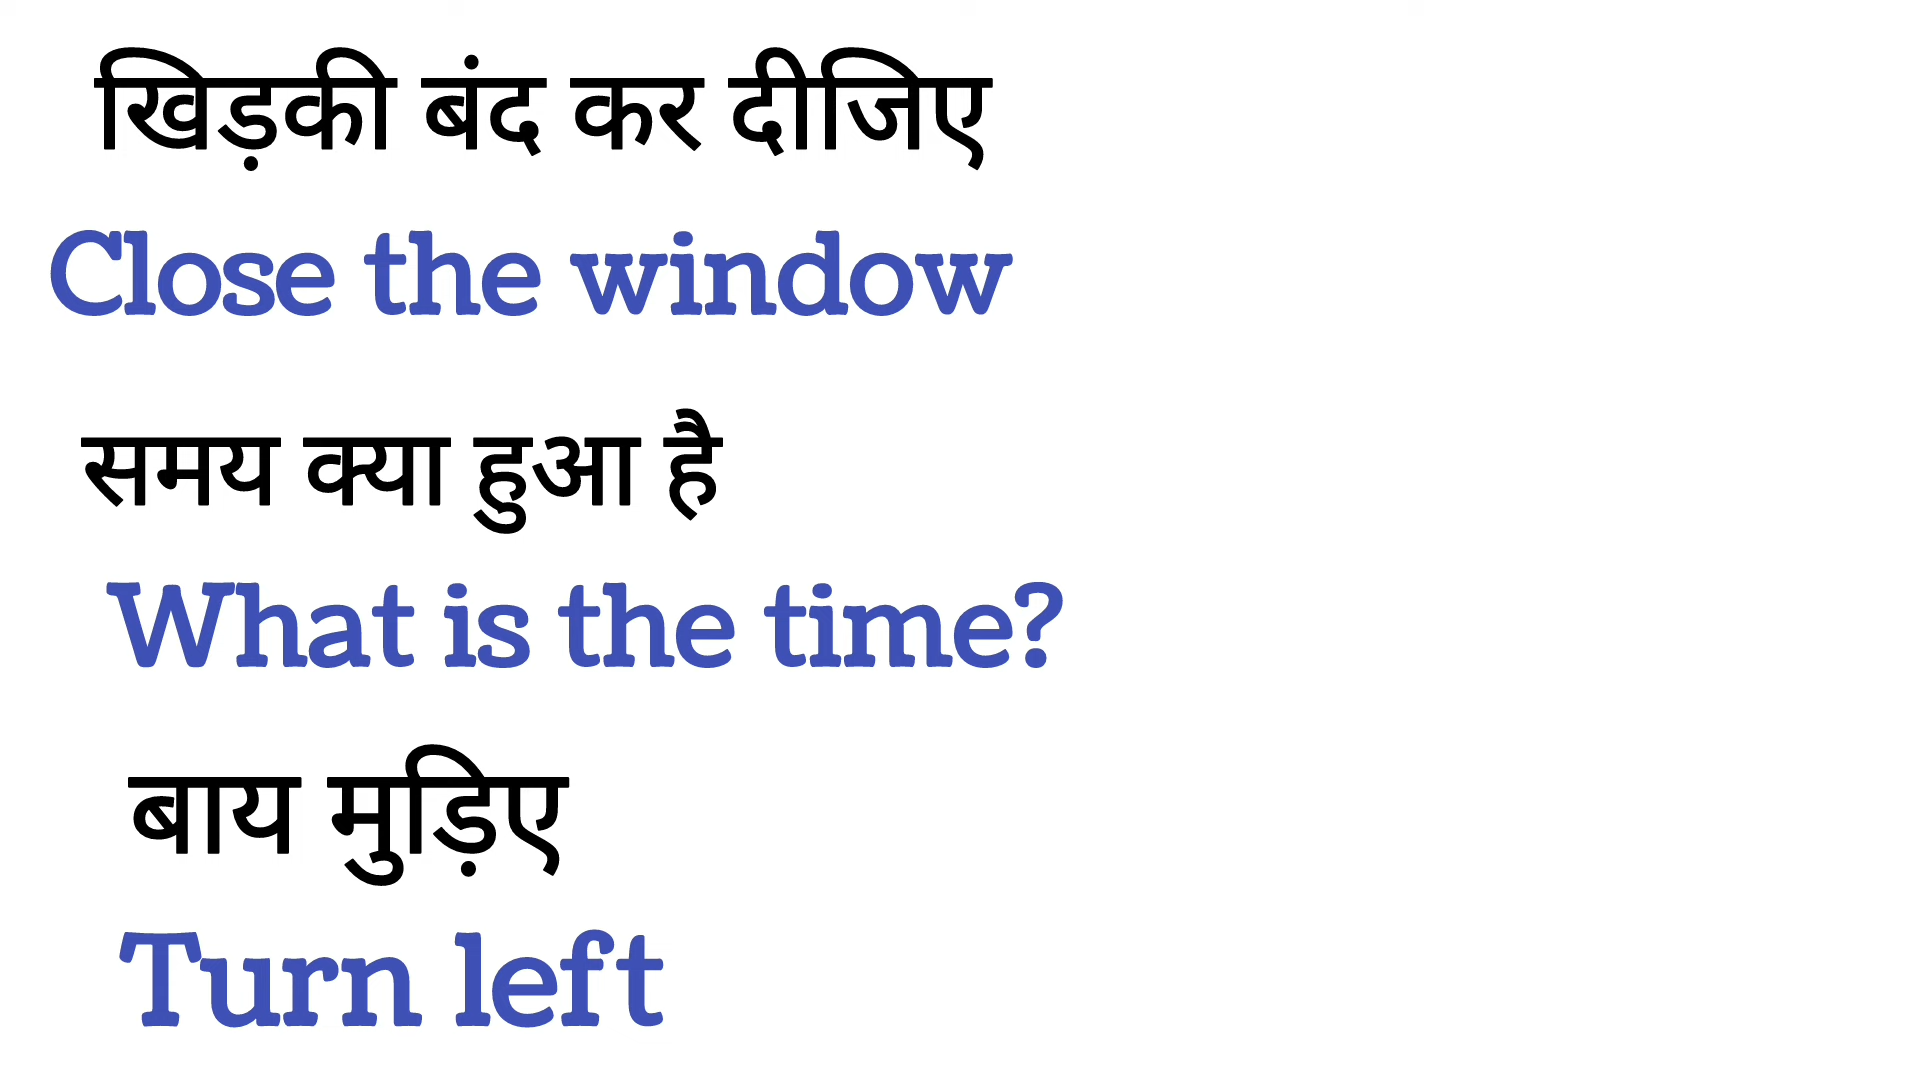 खिड़की बंद कर दीजिए
Close the window
समय क्या हुआ है
What is the time?
बाय मुड़िए
Turn left